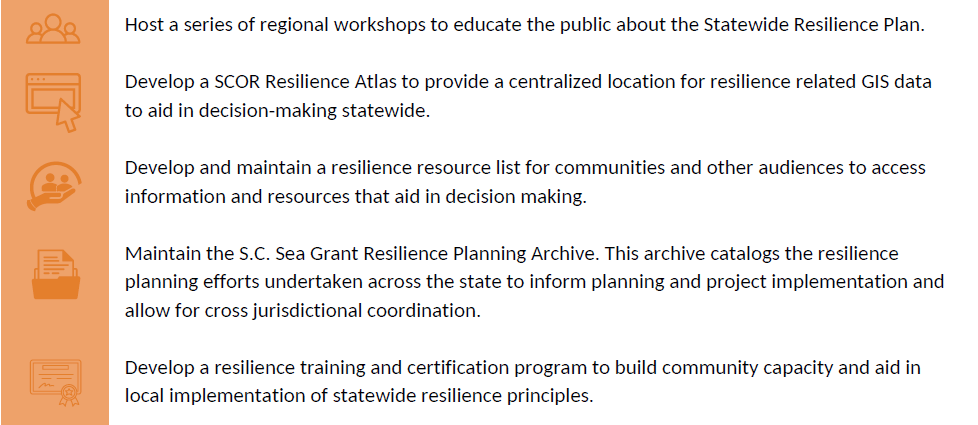 Host a series of regional workshops to educate the public about the Statewide Resilience Plan.
Develop a SCOR Resilience Atlas to provide a centralized location for resilience related GIS data
to aid in decision-making statewide.
Develop and maintain a resilience resource list for communities and other audiences to access
information and resources that aid in decision making.
Maintain the S.C. Sea Grant Resilience Planning Archive. This archive catalogs the resilience
planning efforts undertaken across the state to inform planning and project implementation and
allow for cross jurisdictional coordination.
Develop a resilience training and certification program to build community capacity and aid in
local implementation of statewide resilience principles.